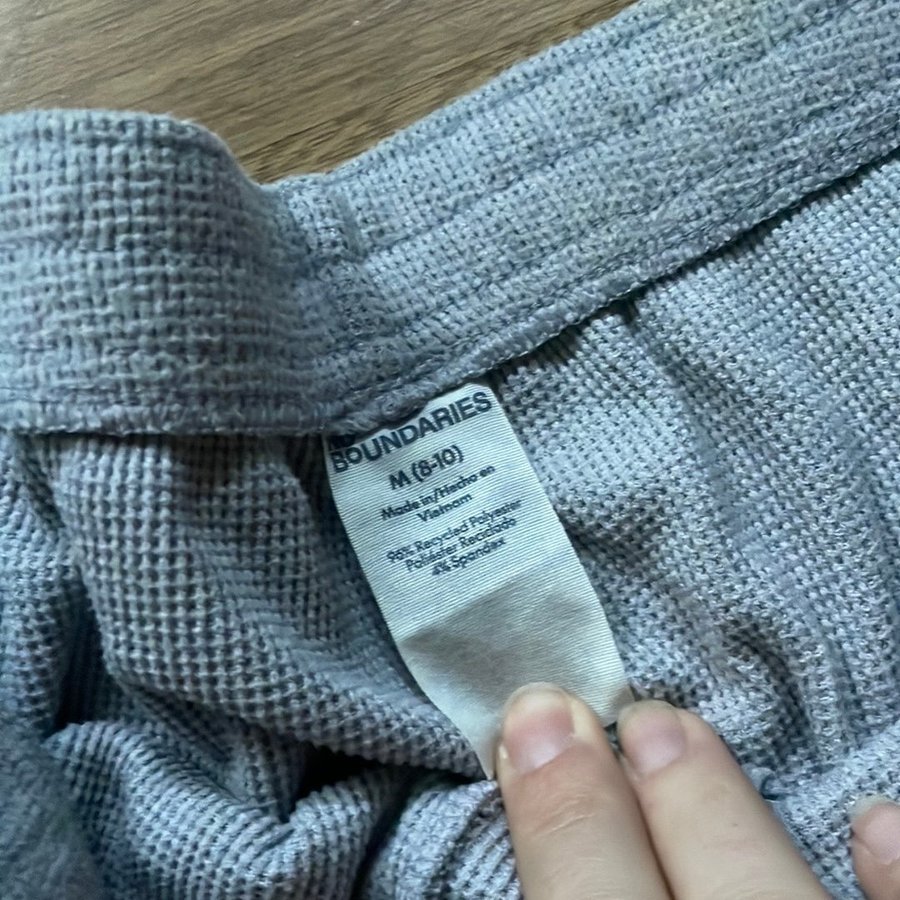 BOUNDARIES
M (8-10)
Made in/Hecho en
Vietnam
96% Recycled Polyester
Poliéster Reciclado
4% Spandex